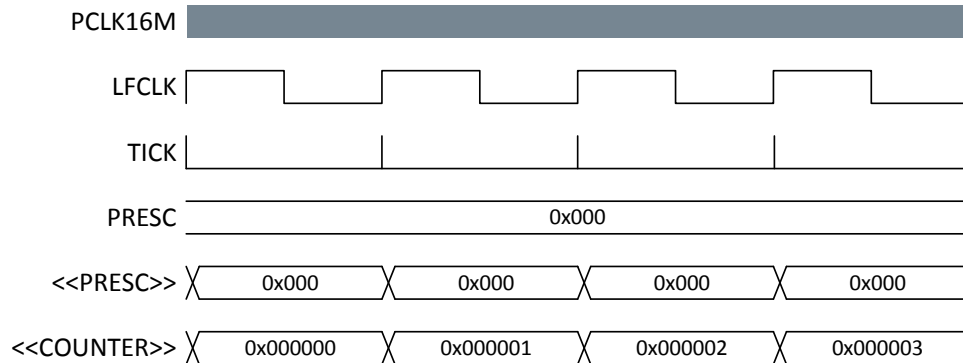 PCLK16M
LFCLK
TICK
PRESC 0x000
<<PRESC>> 0x000 0x000 0x000 0x000
<<COUNTER>> 0x000000 0x000001 0x000002 0x000003